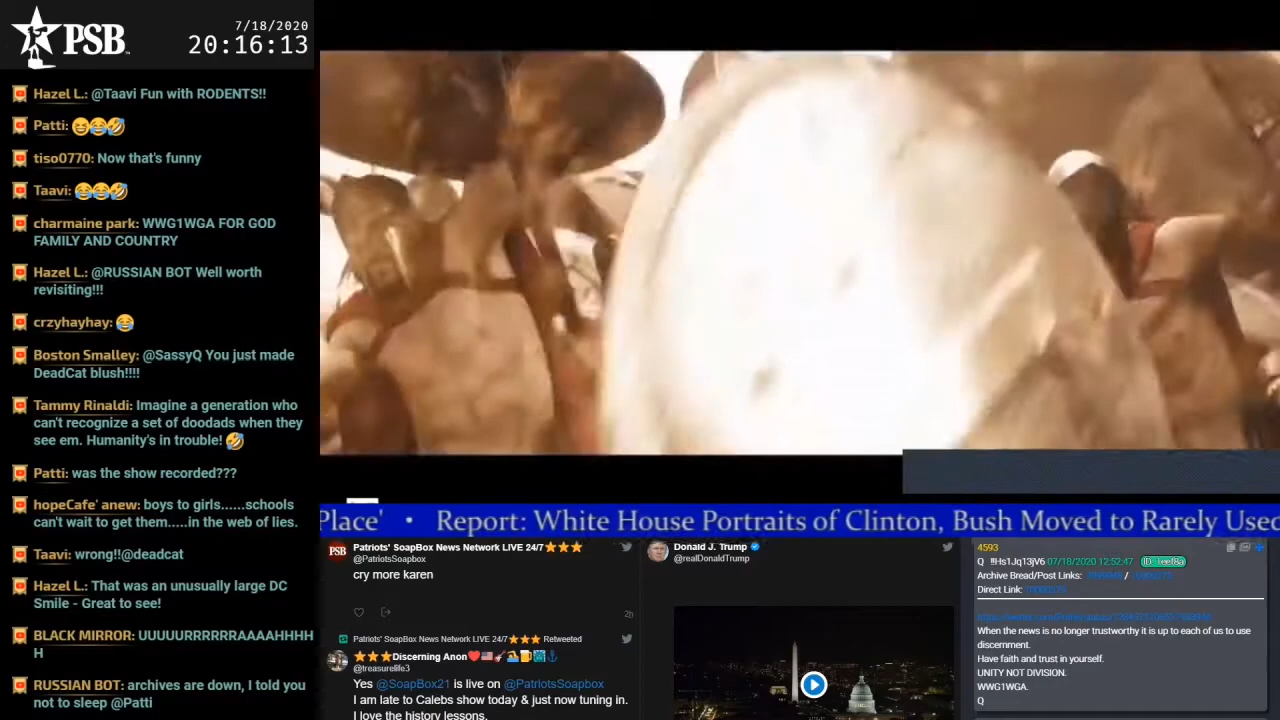 PSB
7/18/2020
20:16:13
Hazel L.: @Taavi Fun with RODENTS!!
Patti: 😆😂🤣
tiso0770: Now that's funny
Taavi: 😂😂🤣
charmaine park: WWG1WGA FOR GOD
FAMILY AND COUNTRY
Hazel L.: @RUSSIAN BOT Well worth
revisiting!!!
crzyhayhay: 😂
Boston Smalley: @SassyQ You just made
DeadCat blush!!!!
Tammy Rinaldi: Imagine a generation who
can't recognize a set of doodads when they
see em. Humanity's in trouble! 🤣
Patti: was the show recorded???
hopeCafe' anew: boys to girls......schools
can't wait to get them.....in the web of lies.
Taavi: wrong!!@deadcat
Hazel L.: That was an unusually large DC
Smile - Great to see!
BLACK MIRROR: UUUURRRRRRAAAAHHHH
H
RUSSIAN BOT: archives are down, I told you
not to sleep @Patti
Place' • Report: White House Portraits of Clinton, Bush Moved to Rarely Used
PSB
Patriots' SoapBox News Network LIVE 24/7⭐⭐⭐
@PatriotsSoapbox
cry more karen
2h
Patriots' SoapBox News Network LIVE 24/7⭐⭐⭐ Retweeted
⭐⭐⭐Discerning Anon
@treasurelife3
Yes @SoapBox21 is live on @PatriotsSoapbox
I am late to Calebs show today & just now tuning in.
I love the history lessons.
Donald J. Trump
@realDonaldTrump
4593
Q !!Hs1Jq13jV6 07/18/2020 12:52:47 ID: 1eef8a
Archive Bread/Post Links: /
Direct Link:
When the news is no longer trustworthy it is up to each of us to use
discernment.
Have faith and trust in yourself.
UNITY NOT DIVISION.
WWG1WGA.
Q